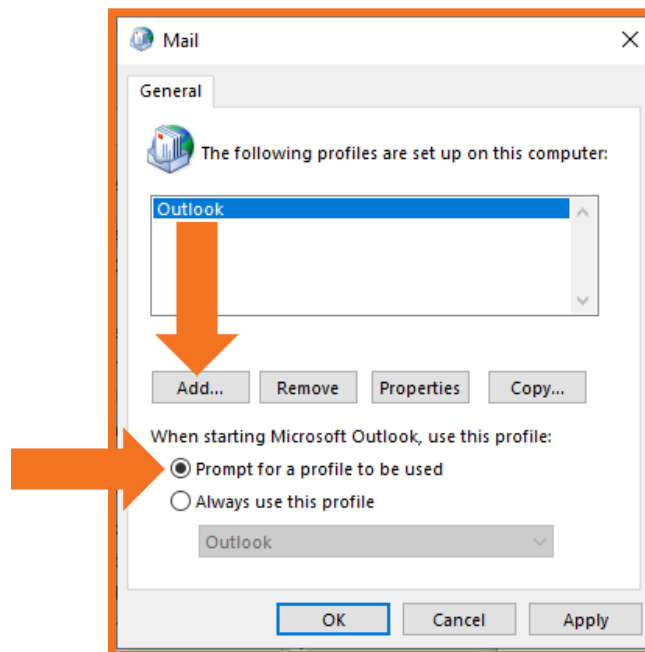 Mail
General
The following profiles are set up on this computer:
Outlook
Add... Remove Properties Copy...
When starting Microsoft Outlook, use this profile:
Prompt for a profile to be used
Always use this profile
Outlook
OK Cancel Apply